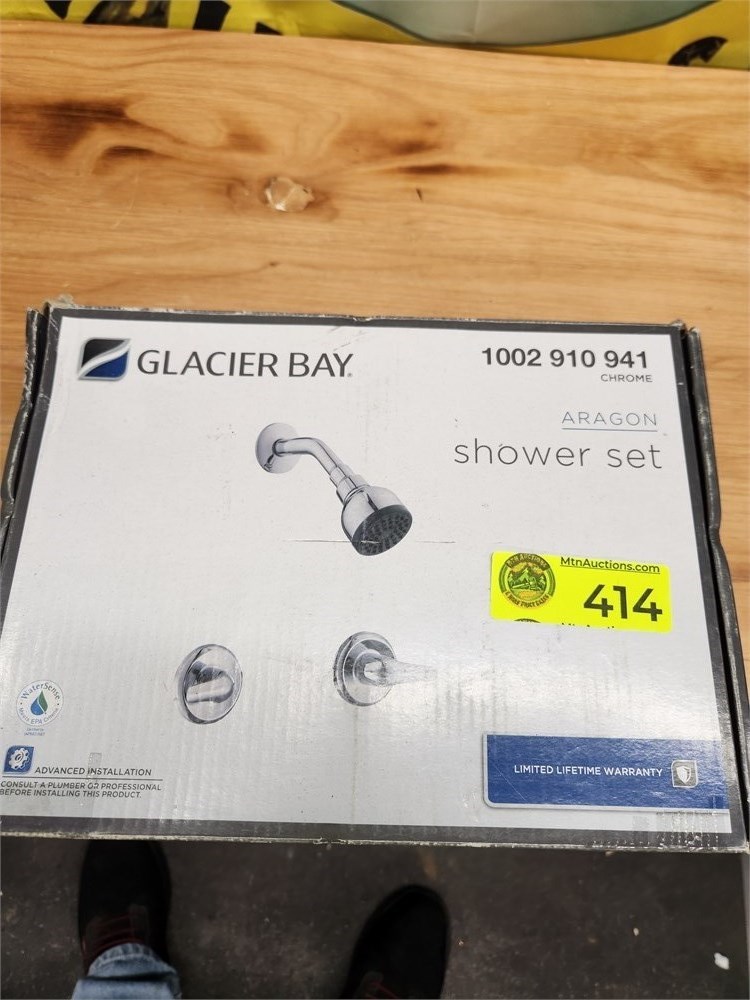 GLACIER BAY
1002 910 941
CHROME
ARAGON
shower set
MtnAuctions.com
414
WaterSense
ADVANCED INSTALLATION
CONSULT A PLUMBER OR PROFESSIONAL
BEFORE INSTALLING THIS PRODUCT.
LIMITED LIFETIME WARRANTY